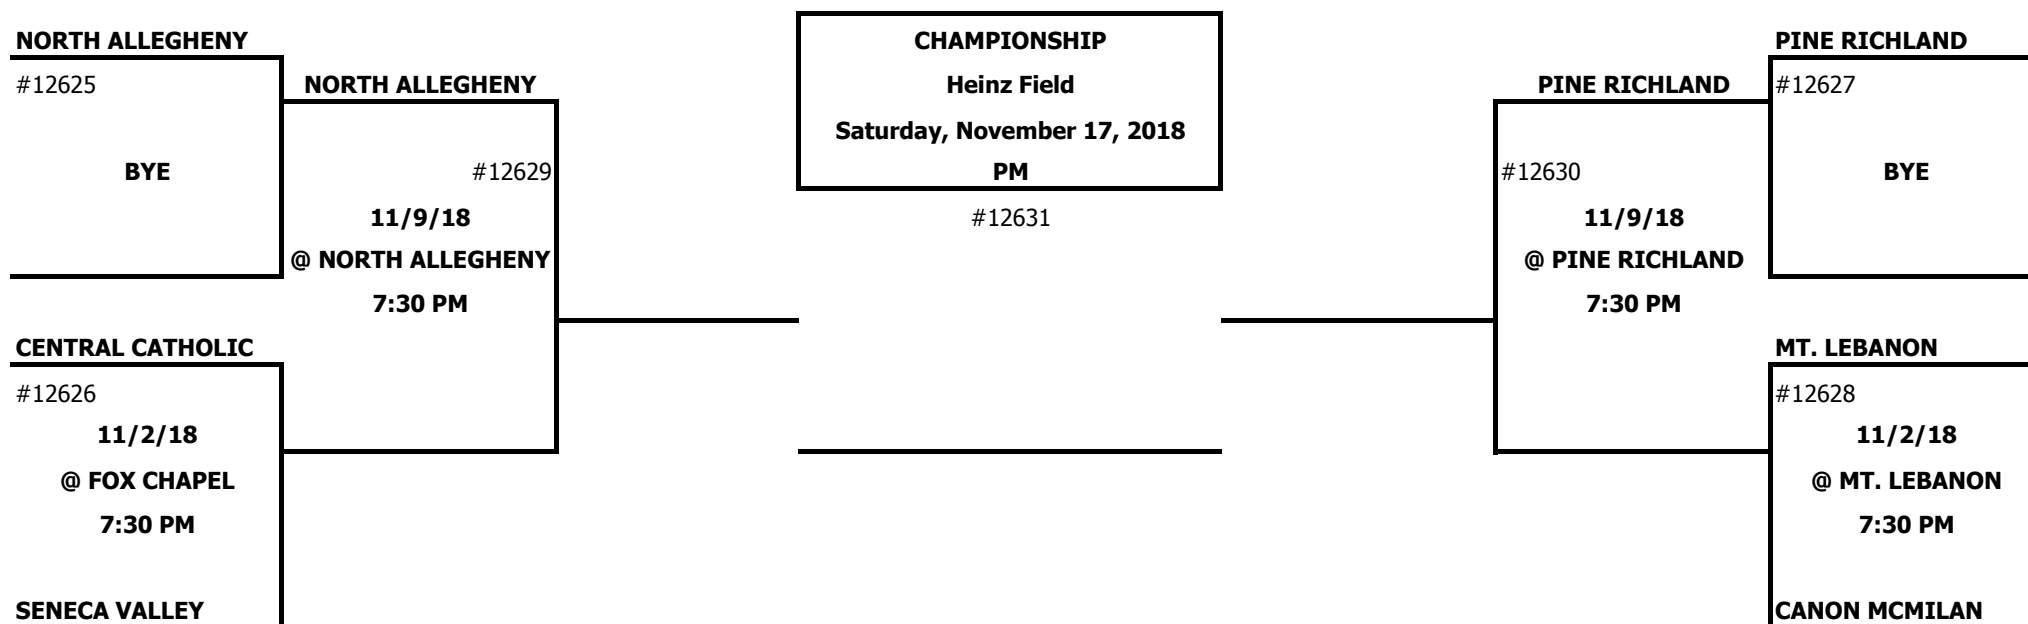 NORTH ALLEGHENY
#12625
BYE
NORTH ALLEGHENY
#12629
11/9/18
@ NORTH ALLEGHENY
7:30 PM
CENTRAL CATHOLIC
#12626
11/2/18
@ FOX CHAPEL
7:30 PM
SENECA VALLEY
CHAMPIONSHIP
Heinz Field
Saturday, November 17, 2018
PM
#12631
PINE RICHLAND
#12630
11/9/18
@ PINE RICHLAND
7:30 PM
PINE RICHLAND
#12627
BYE
MT. LEBANON
#12628
11/2/18
@ MT. LEBANON
7:30 PM
CANON MCMILAN